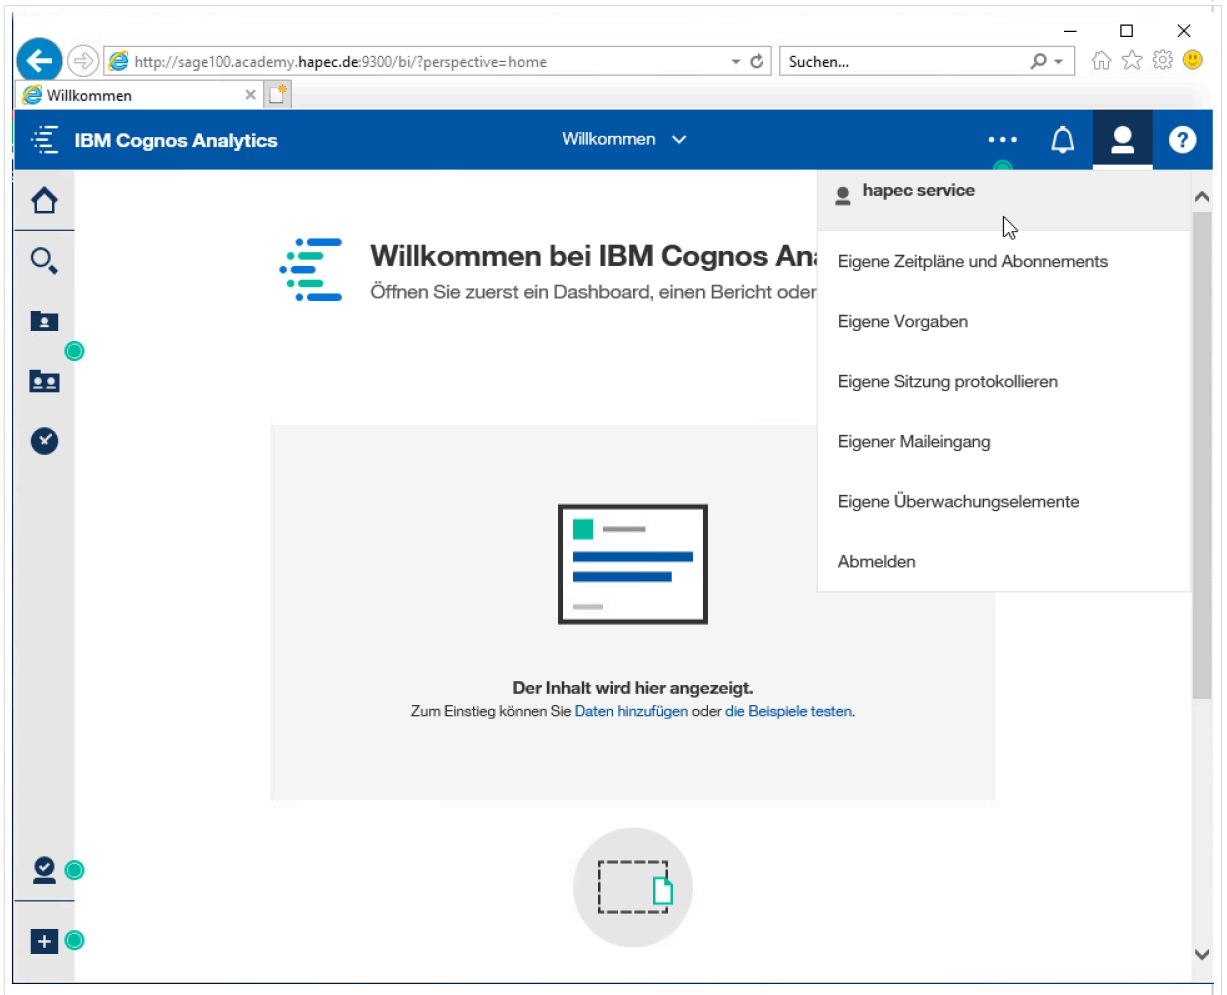 http://sage100.academy.hapec.de:9300/bi/?perspective=home
Suchen...
Willkommen
IBM Cognos Analytics
Willkommen
hapec service
Willkommen bei IBM Cognos Ana
Öffnen Sie zuerst ein Dashboard, einen Bericht oder
Eigene Zeitpläne und Abonnements
Eigene Vorgaben
Eigene Sitzung protokollieren
Eigener Maileingang
Eigene Überwachungselemente
Abmelden
Der Inhalt wird hier angezeigt.
Zum Einstieg können Sie Daten hinzufügen oder die Beispiele testen.